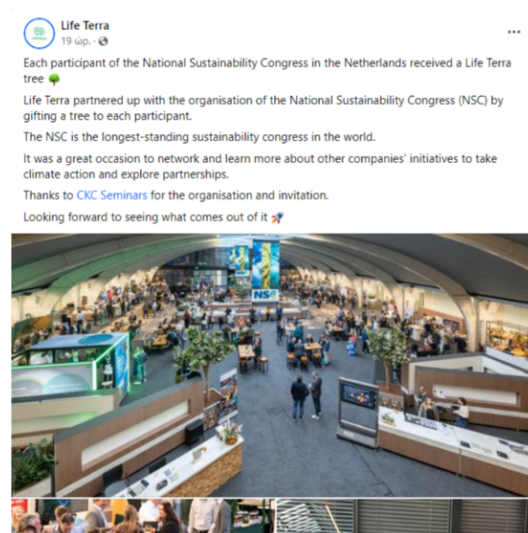 Life Terra
19 ώρ. ·
Each participant of the National Sustainability Congress in the Netherlands received a Life Terra
tree 🌳
Life Terra partnered up with the organisation of the National Sustainability Congress (NSC) by
gifting a tree to each participant.
The NSC is the longest-standing sustainability congress in the world.
It was a great occasion to network and learn more about other companies' initiatives to take
climate action and explore partnerships.
Thanks to CKC Seminars for the organisation and invitation.
Looking forward to seeing what comes out of it 🚀
NSC